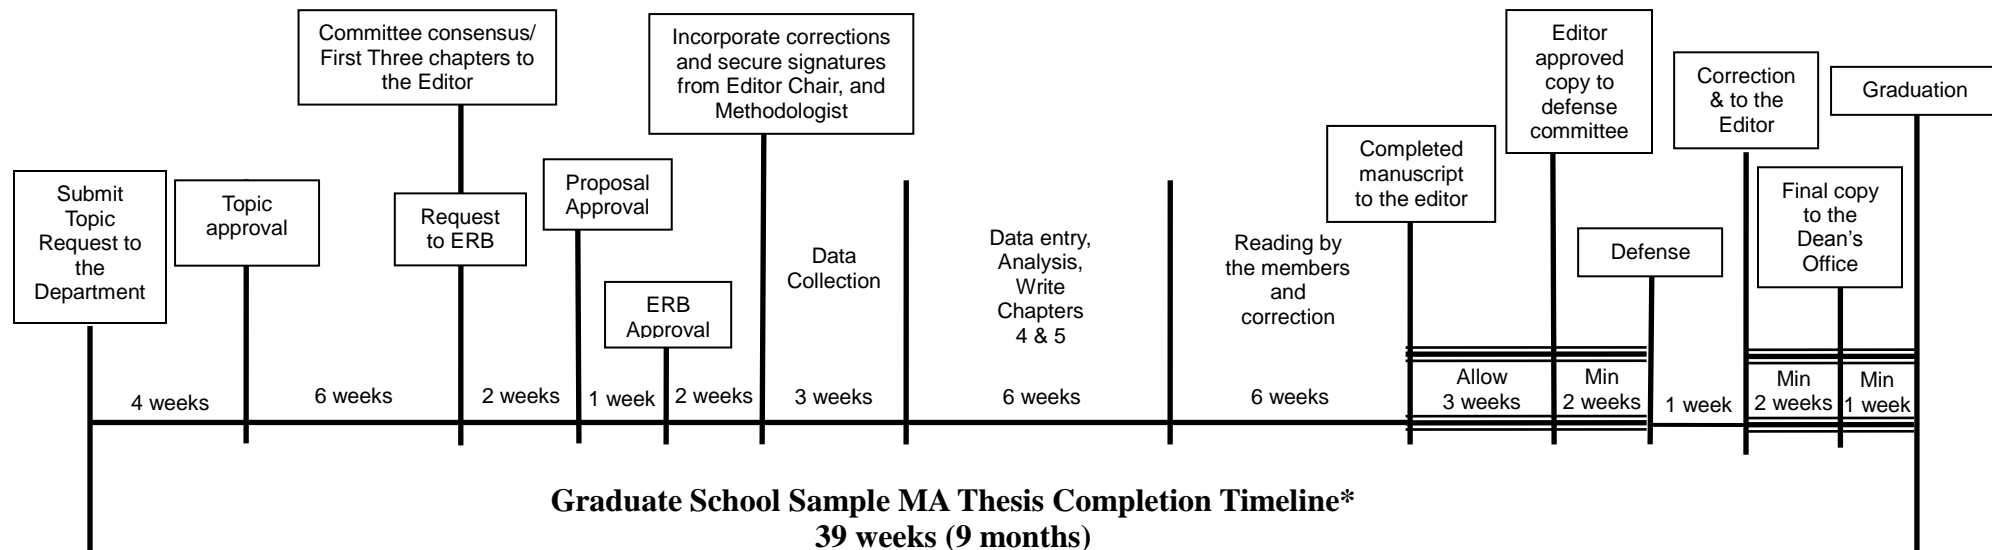 Submit
Topic
Request to
the
Department
Topic
approval
Committee consensus/
First Three chapters to
the Editor
Request
to ERB
Proposal
Approval
ERB
Approval
Incorporate corrections
and secure signatures
from Editor Chair, and
Methodologist
Data
Collection
Data entry,
Analysis,
Write
Chapters
4 & 5
Reading by
the members
and
correction
Completed
manuscript
to the editor
Editor
approved
copy to
defense
committee
Defense
Correction
& to the
Editor
Final copy
to the
Dean’s
Office
Graduation
4 weeks
6 weeks
2 weeks
1 week
2 weeks
3 weeks
6 weeks
6 weeks
Allow
3 weeks
Min
2 weeks
1 week
Min
2 weeks
Min
1 week
Graduate School Sample MA Thesis Completion Timeline*
39 weeks (9 months)